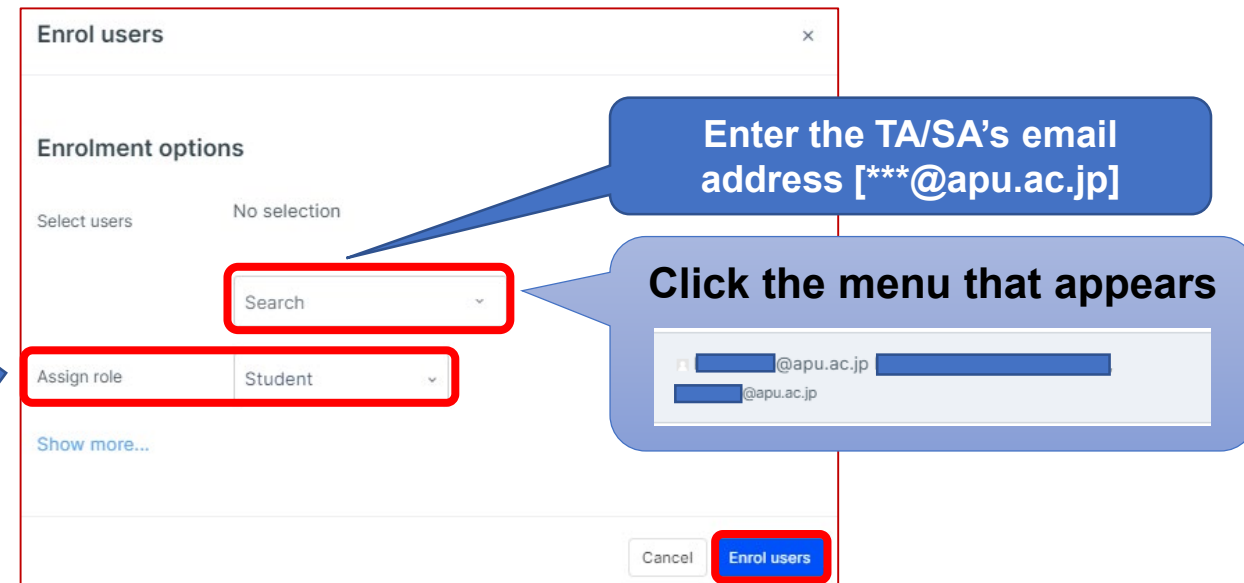 Enrol users
×
Enter the TA/SA's email
address [***@apu.ac.jp]
Enrolment options
Select users
No selection
Click the menu that appears
Search
@apu.ac.jp
@apu.ac.jp
Assign role
Student
Show more...
Cancel
Enrol users